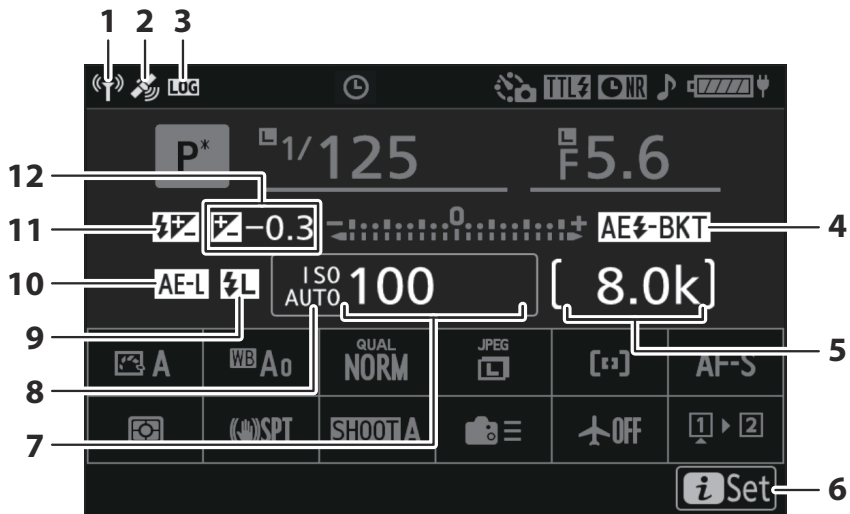 1 2 3
LOG TTL NR
P* L 1/125 L F5.6
12
11 −0.3 − 0 + AE-BKT 4
10 AE-L L ISO AUTO 100 [8.0k]
9 5
8
7
A WB A0 QUAL NORM JPEG L [ ] AF-S
SPT SHOOT A OFF 1 2
i Set 6